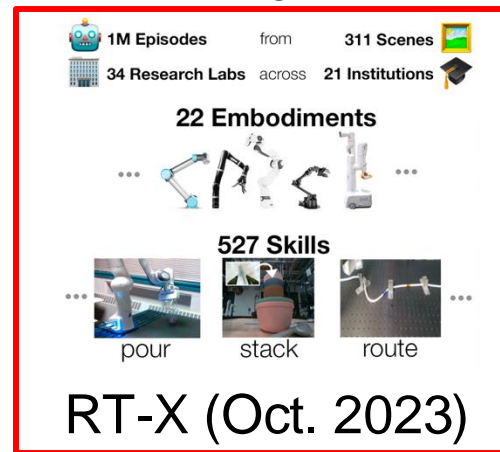 1M Episodes from 311 Scenes
34 Research Labs across 21 Institutions
22 Embodiments
... ...
527 Skills
... ...
pour stack route
RT-X (Oct. 2023)